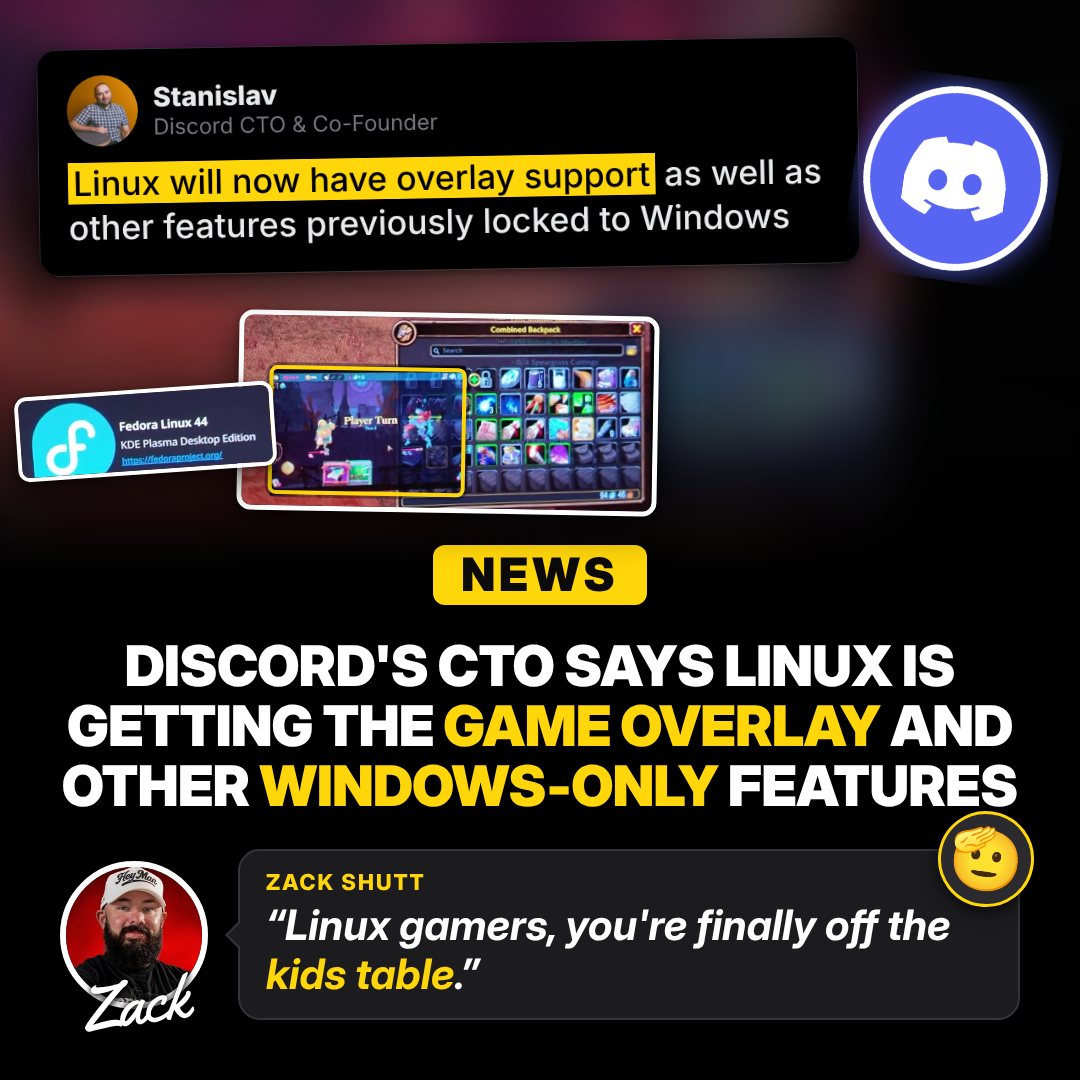 Stanislav
Discord CTO & Co-Founder
Linux will now have overlay support as well as
other features previously locked to Windows
Combined Backpack
Search
Player Turn
Fedora Linux 44
KDE Plasma Desktop Edition
https://fedoraproject.org/
NEWS
DISCORD'S CTO SAYS LINUX IS
GETTING THE GAME OVERLAY AND
OTHER WINDOWS-ONLY FEATURES
Hey Man
ZACK SHUTT
“Linux gamers, you're finally off the
kids table.”
Zack